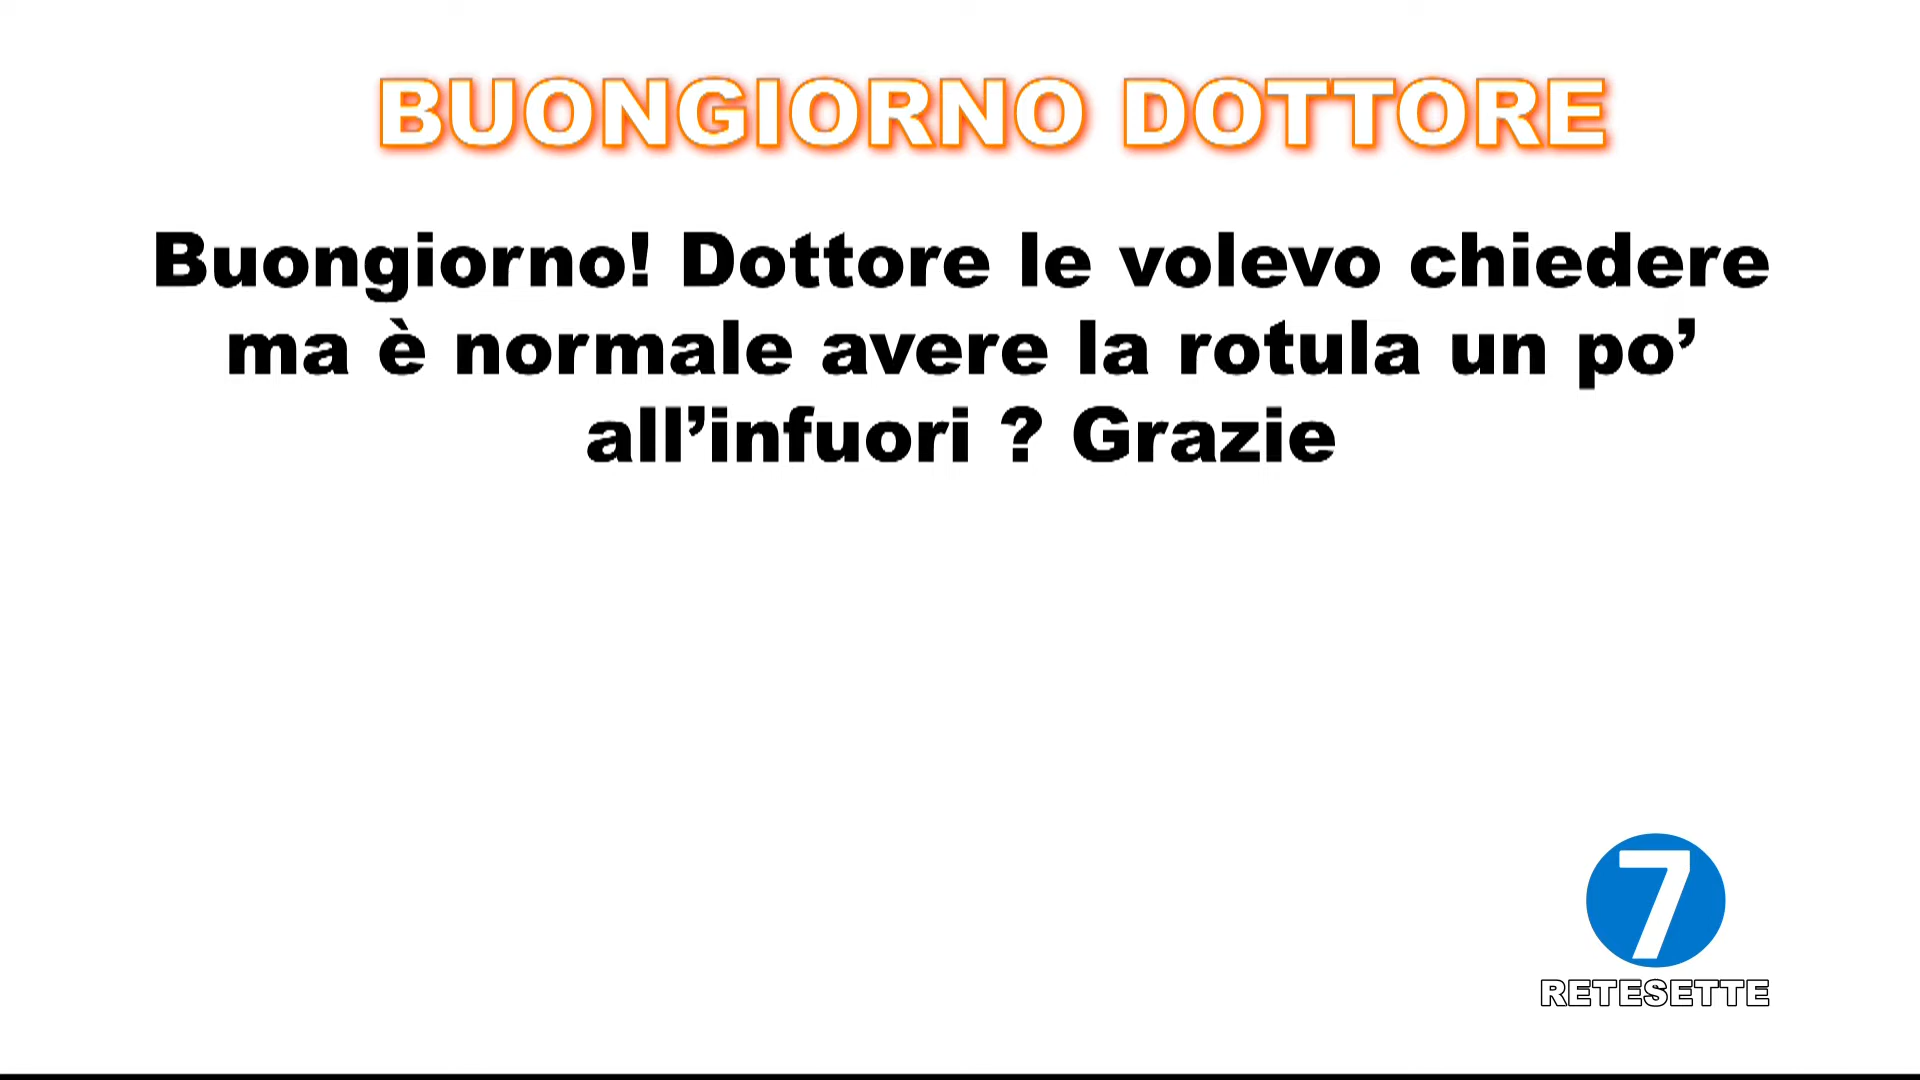 BUONGIORNO DOTTORE
Buongiorno! Dottore le volevo chiedere
ma è normale avere la rotula un po’
all’infuori ? Grazie
7
RETESETTE